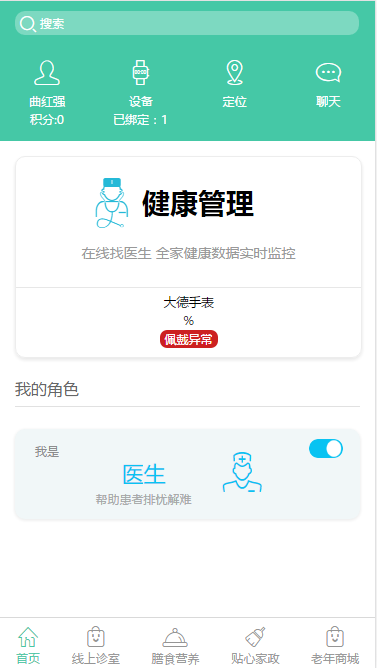 搜索
曲红强
设备
定位
聊天
积分:0
已绑定：1
健康管理
在线找医生 全家健康数据实时监控
大德手表
%
佩戴异常
我的角色
我是
医生
帮助患者排忧解难
首页
线上诊室
膳食营养
贴心家政
老年商城